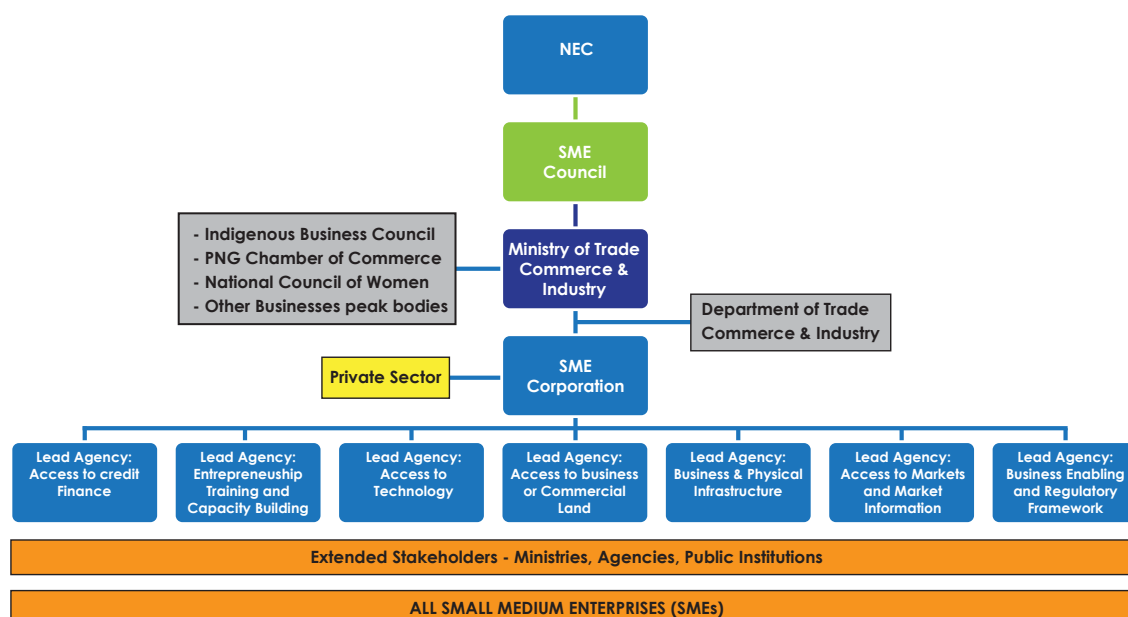 NEC
SME
Council
- Indigenous Business Council
- PNG Chamber of Commerce
- National Council of Women
- Other Businesses peak bodies
Ministry of Trade
Commerce &
Industry
Department of Trade
Commerce & Industry
Private Sector
SME
Corporation
Lead Agency:
Access to credit
Finance
Lead Agency:
Entrepreneuship
Training and
Capacity Building
Lead Agency:
Access to
Technology
Lead Agency:
Access to business
or Commercial
Land
Lead Agency:
Business & Physical
Infrastructure
Lead Agency:
Access to Markets
and Market
Information
Lead Agency:
Business Enabling
and Regulatory
Framework
Extended Stakeholders - Ministries, Agencies, Public Institutions
ALL SMALL MEDIUM ENTERPRISES (SMEs)